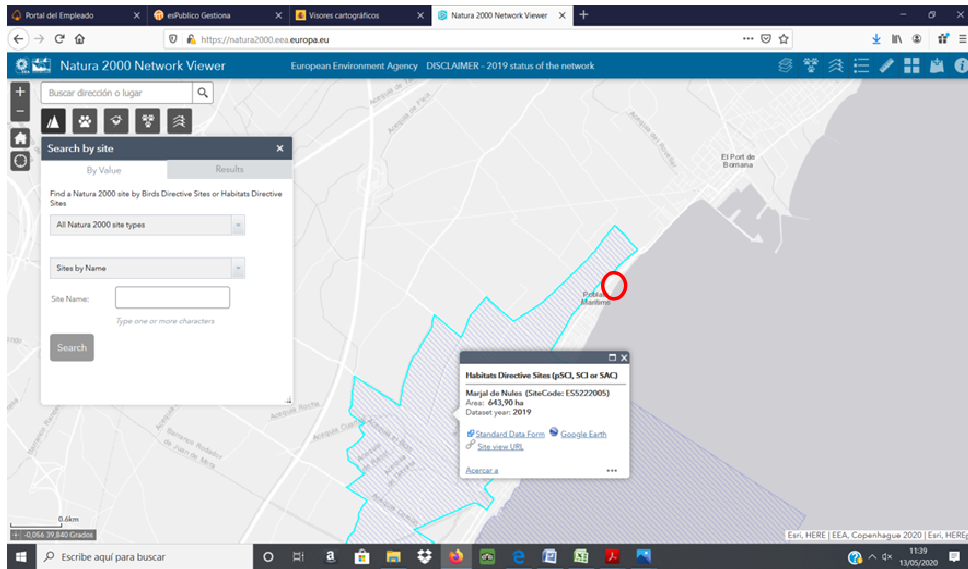 Portal del Empleado
esPublico Gestiona
Visores cartográficos
Natura 2000 Network Viewer
https://natura2000.eea.europa.eu
Natura 2000 Network Viewer
European Environment Agency DISCLAIMER - 2019 status of the network
Buscar dirección o lugar
Search by site
By Value
Results
Find a Natura 2000 site by Birds Directive Sites or Habitats Directive
Sites
All Natura 2000 site types
Sites by Name
Site Name:
Type one or more characters
Search
El Port de
Borriana
Poblat
Marítimo
Habitats Directive Sites (pSCI, SCI or SAC)
Marjal de Nules (SiteCode: ES5222005)
Area: 643,90 ha
Dataset year: 2019
Standard Data Form Google Earth
Site view URL
Acercar a
0.6km
-0,066 39,840 Grados
Esri, HERE | EEA, Copenhague 2020 | Esri, HERE
Escribe aquí para buscar
11:39
13/05/2020